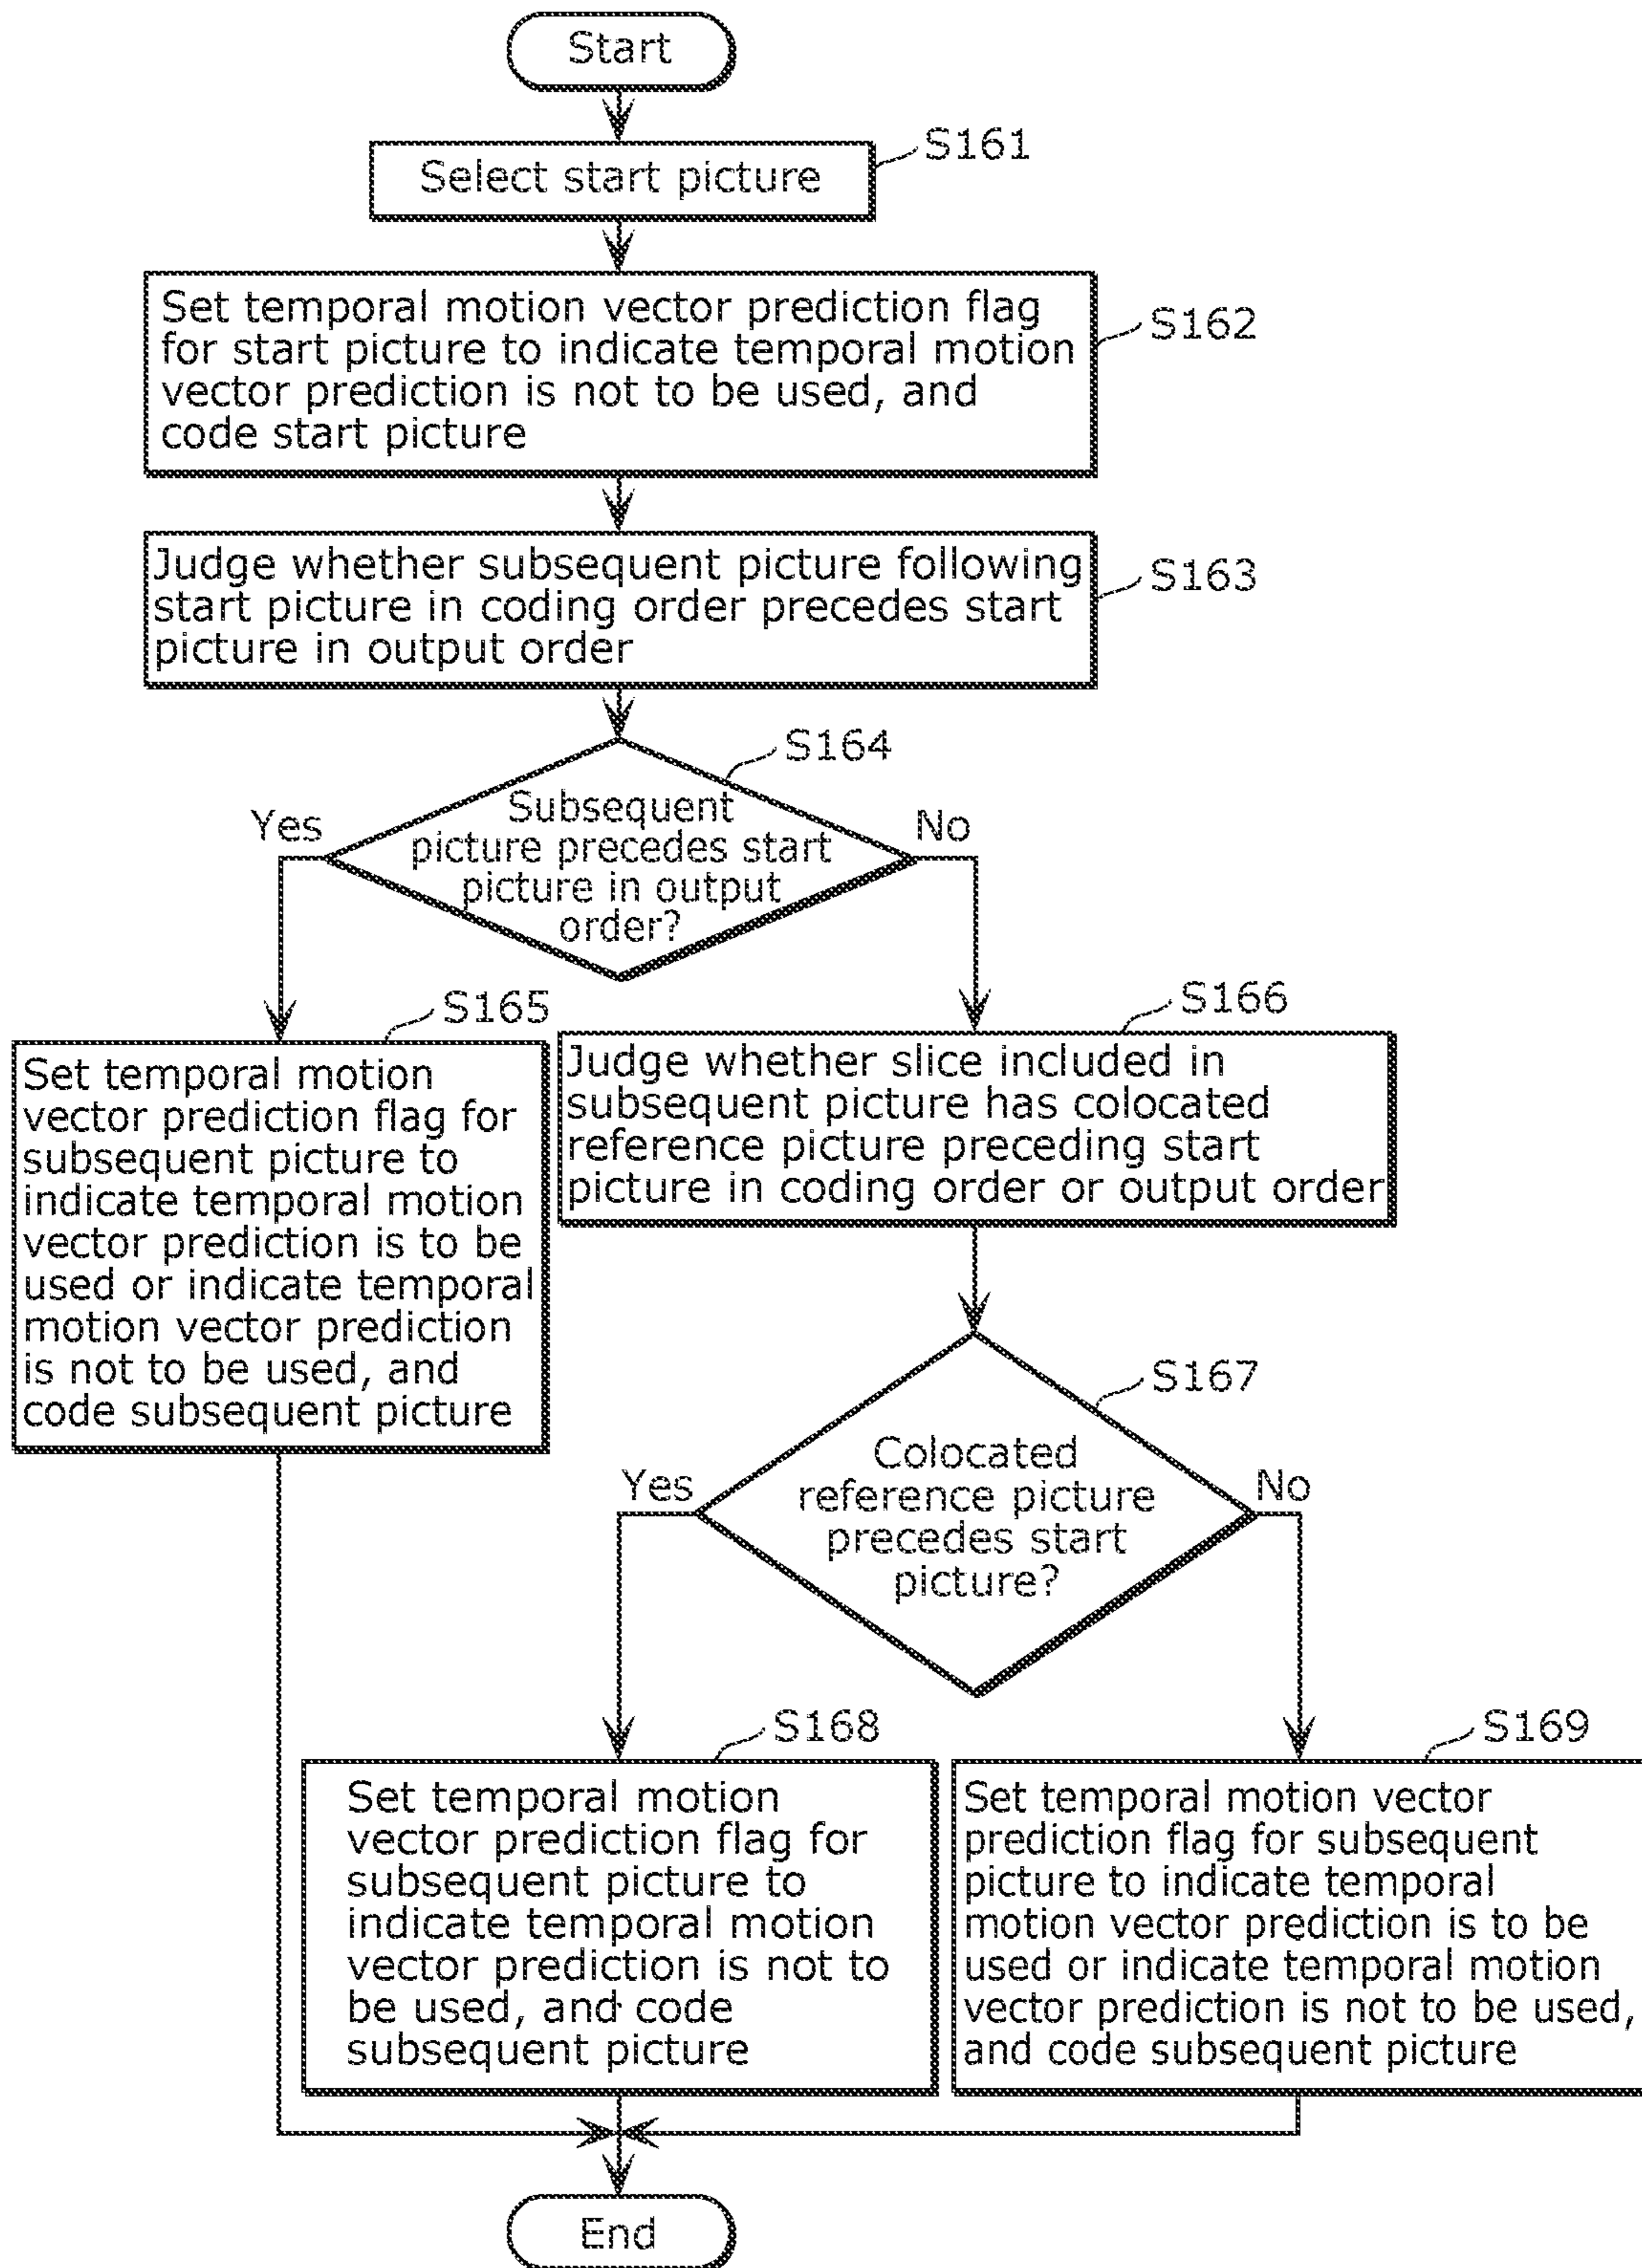 Start
S161
Select start picture
S162
Set temporal motion vector prediction flag
for start picture to indicate temporal motion
vector prediction is not to be used, and
code start picture
S163
Judge whether subsequent picture following
start picture in coding order precedes start
picture in output order
S164
Subsequent
picture precedes start
picture in output
order?
Yes
No
S165
Set temporal motion
vector prediction flag for
subsequent picture to
indicate temporal motion
vector prediction is to be
used or indicate temporal
motion vector prediction
is not to be used, and
code subsequent picture
S166
Judge whether slice included in
subsequent picture has colocated
reference picture preceding start
picture in coding order or output order
S167
Colocated
reference picture
precedes start
picture?
Yes
No
S168
Set temporal motion
vector prediction flag for
subsequent picture to
indicate temporal motion
vector prediction is not to
be used, and code
subsequent picture
S169
Set temporal motion vector
prediction flag for subsequent
picture to indicate temporal
motion vector prediction is to be
used or indicate temporal motion
vector prediction is not to be used,
and code subsequent picture
End